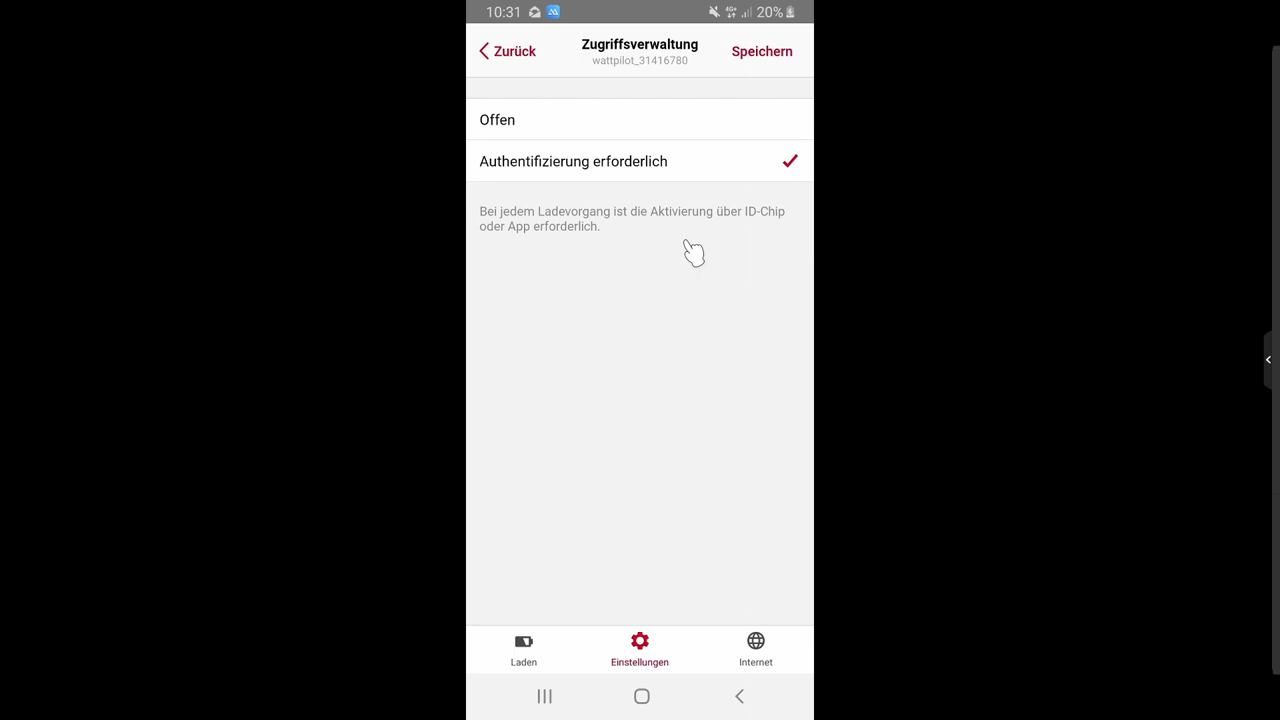 10:31
4G+
20%
Zurück
Zugriffsverwaltung
Speichern
wattpilot_31416780
Offen
Authentifizierung erforderlich
Bei jedem Ladevorgang ist die Aktivierung über ID-Chip
oder App erforderlich.
Laden
Einstellungen
Internet